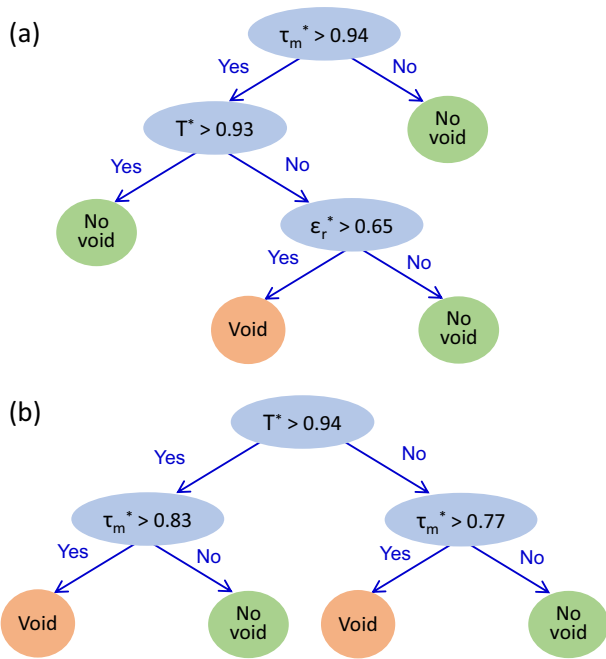 (a)
τm* > 0.94
Yes
No
T* > 0.93
No
void
Yes
No
No
void
εr* > 0.65
Yes
No
Void
No
void
(b)
T* > 0.94
Yes
No
τm* > 0.83
τm* > 0.77
Yes
No
Yes
No
Void
No
void
Void
No
void